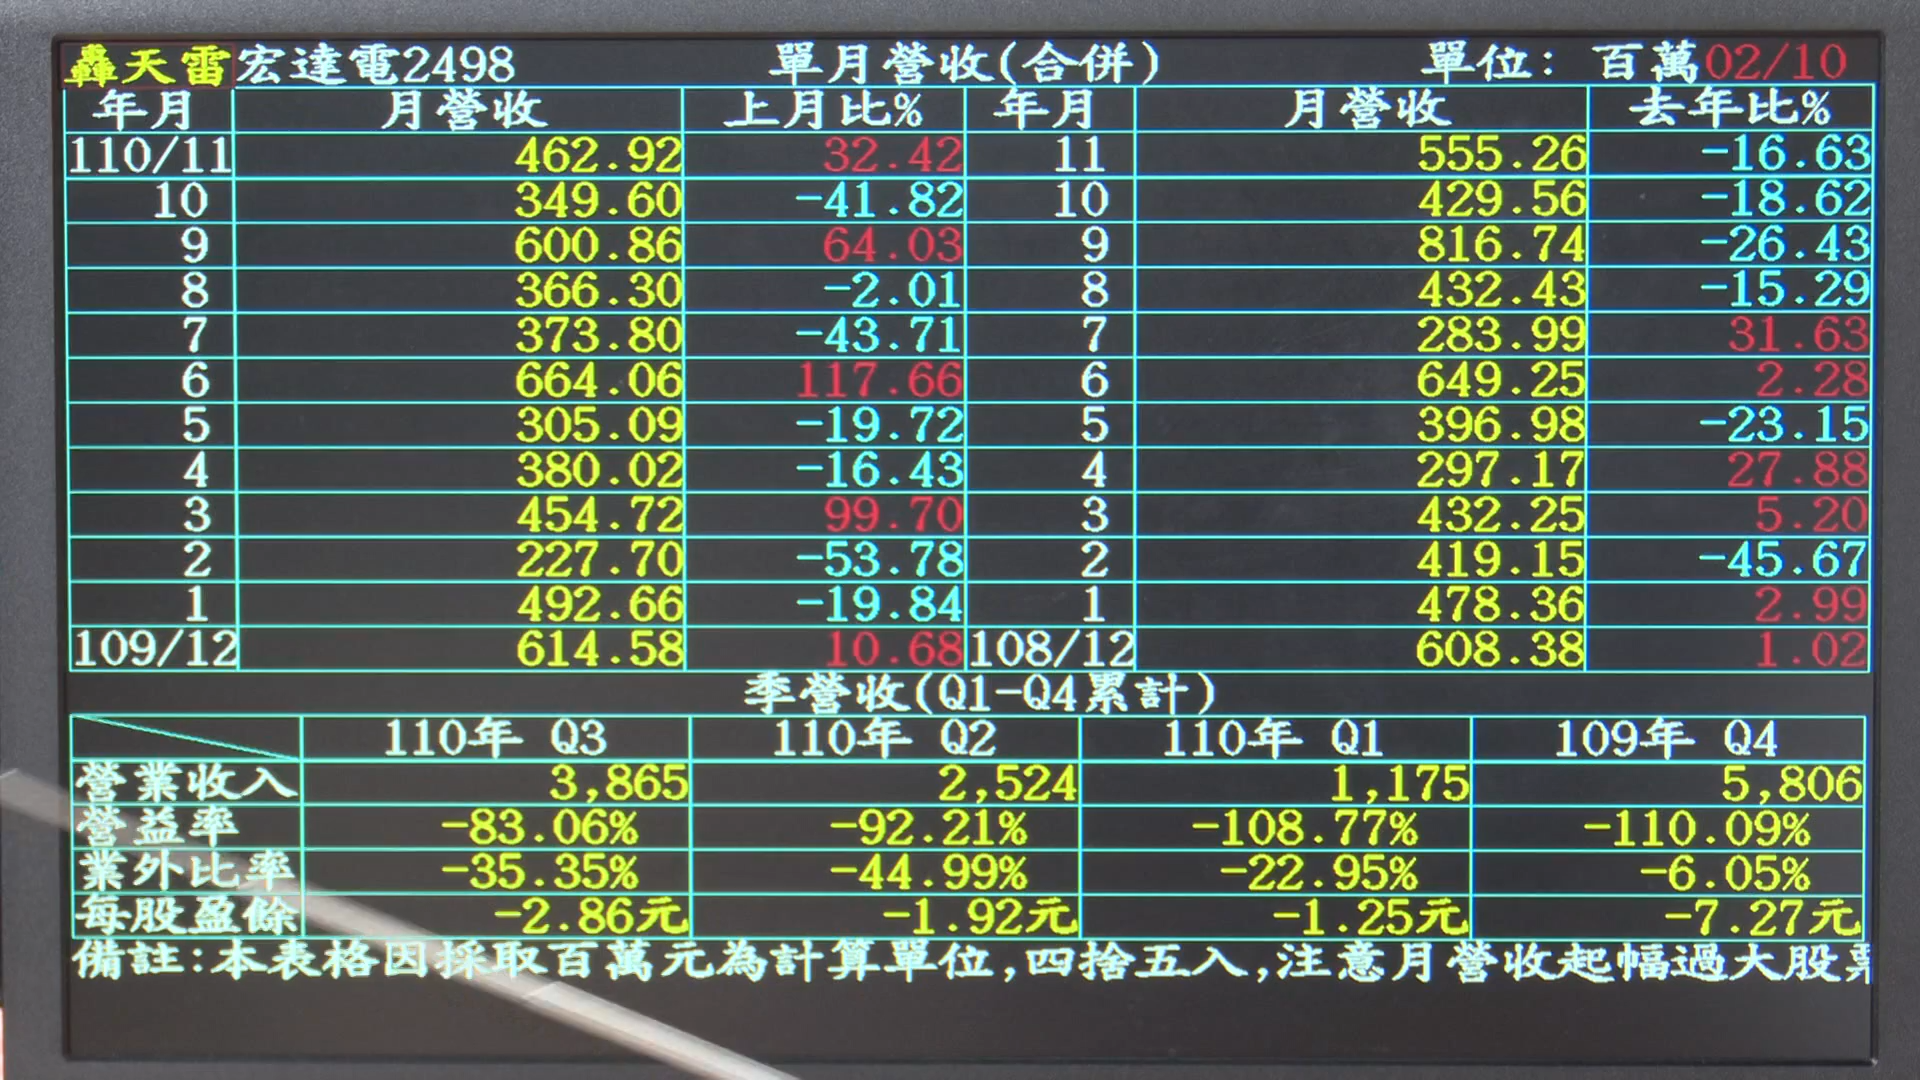 轟天雷 宏達電2498 單月營收(合併) 單位: 百萬 02/10
年月 月營收 上月比% 年月 月營收 去年比%
110/11 462.92 32.42 11 555.26 -16.63
10 349.60 -41.82 10 429.56 -18.62
9 600.86 64.03 9 816.74 -26.43
8 366.30 -2.01 8 432.43 -15.29
7 373.80 -43.71 7 283.99 31.63
6 664.06 117.66 6 649.25 2.28
5 305.09 -19.72 5 396.98 -23.15
4 380.02 -16.43 4 297.17 27.88
3 454.72 99.70 3 432.25 5.20
2 227.70 -53.78 2 419.15 -45.67
1 492.66 -19.84 1 478.36 2.99
109/12 614.58 10.68 108/12 608.38 1.02
季營收(Q1-Q4累計)
110年 Q3 110年 Q2 110年 Q1 109年 Q4
營業收入 3,865 2,524 1,175 5,806
營益率 -83.06% -92.21% -108.77% -110.09%
業外比率 -35.35% -44.99% -22.95% -6.05%
每股盈餘 -2.86元 -1.92元 -1.25元 -7.27元
備註:本表格因採取百萬元為計算單位,四捨五入,注意月營收起幅過大股票